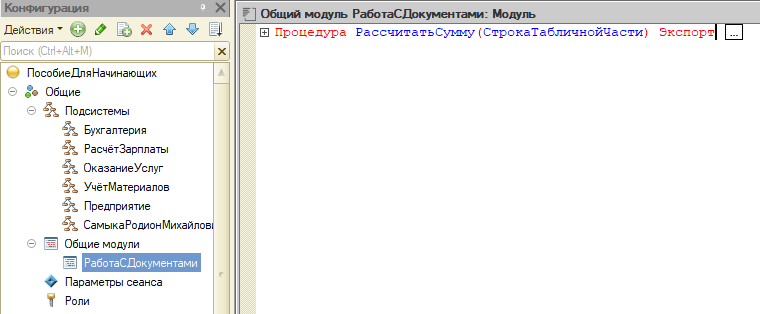 Конфигурация
Действия
Поиск (Ctrl+Alt+M)
ПособиеДляНачинающих
Общие
Подсистемы
Бухгалтерия
РасчётЗарплаты
ОказаниеУслуг
УчётМатериалов
Предприятие
СамыкаРодионМихайлови
Общие модули
РаботаСДокументами
Параметры сеанса
Роли
Общий модуль РаботаСДокументами: Модуль
Процедура РассчитатьСумму(СтрокаТабличнойЧасти) Экспорт ...